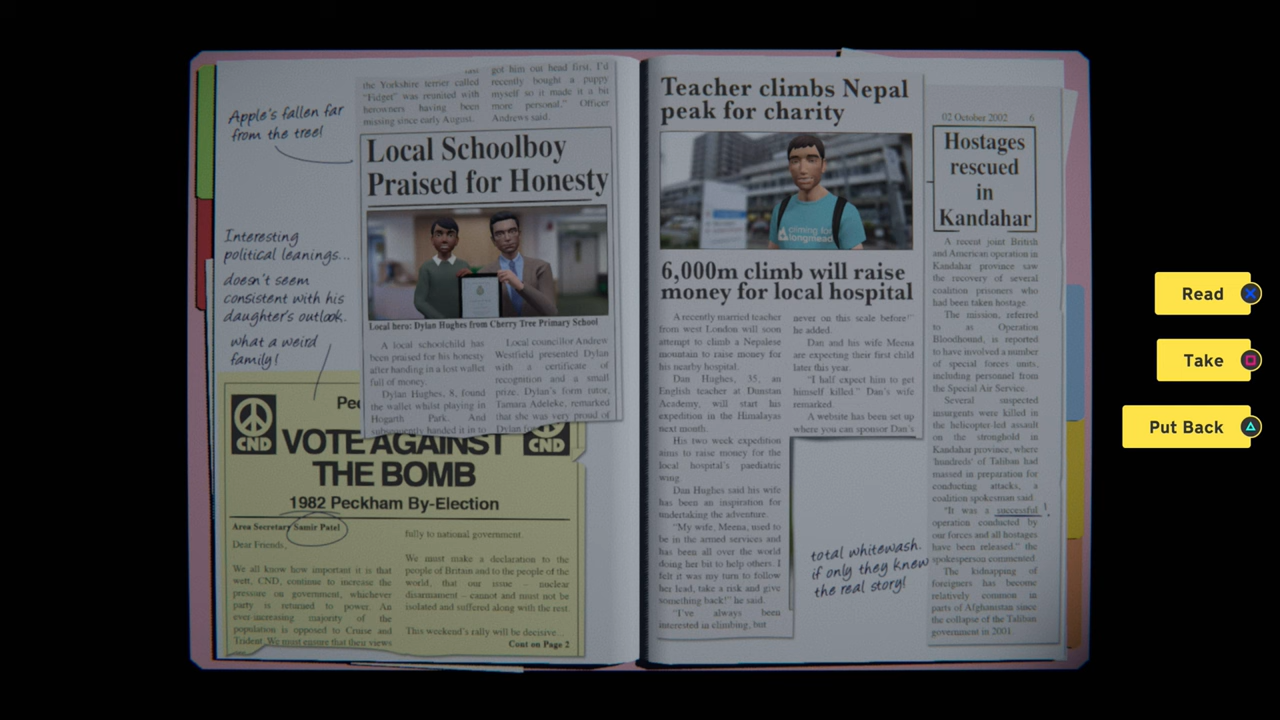 Apple's fallen far
from the tree!
Interesting
political leanings...
doesn't seem
consistent with his
daughter's outlook.
what a weird
family!
the Yorkshire terrier called
"Fidget" was reunited with
herowners having been
missing since early August.
got him out head first. I'd
recently bought a puppy
myself so it made it a bit
more personal." Officer
Andrews said.
Local Schoolboy
Praised for Honesty
Local hero: Dylan Hughes from Cherry Tree Primary School
A local schoolchild has
been praised for his honesty
after handing in a lost wallet
full of money.
Dylan Hughes, 8, found
the wallet whilst playing in
Hogarth Park. And
subsequently handed it in to
Local councillor Andrew
Westfield presented Dylan
with a certificate of
recognition and a small
prize. Dylan's form tutor,
Tamara Adeleke, remarked
that she was very proud of
Dylan
CND
VOTE AGAINST
THE BOMB
CND
1982 Peckham By-Election
Area Secretary Samir Patel
Dear Friends,
We all know how important it is that
we, CND, continue to increase the
pressure on government, whichever
party is returned to power. An
ever-increasing majority of the
population is opposed to Cruise and
Trident. We must ensure that their views
fully to national government.
We must make a declaration to the
people of Britain and to the people of the
world, that our issue - nuclear
disarmament - cannot and must not be
isolated and suffered along with the rest.
This weekend's rally will be decisive...
Cont on Page 2
Teacher climbs Nepal
peak for charity
climing for
longmead
6,000m climb will raise
money for local hospital
A recently married teacher
from west London will soon
attempt to climb a Nepalese
mountain to raise money for
his nearby hospital.
Dan Hughes, 35, an
English teacher at Dunstan
Academy, will start his
expedition in the Himalayas
next month.
His two week expedition
aims to raise money for the
local hospital's paediatric
wing.
Dan Hughes said his wife
has been an inspiration for
undertaking the adventure.
"My wife, Meena, used to
be in the armed services and
has been all over the world
doing her bit to help others. I
felt it was my turn to follow
her lead, take a risk and give
something back!" he said.
"I've always been
interested in climbing, but
never on this scale before!"
he added.
Dan and his wife Meena
are expecting their first child
later this year.
"I half expect him to get
himself killed." Dan's wife
remarked.
A website has been set up
where you can sponsor Dan's
total whitewash.
if only they knew
the real story!
02 October 2002 6
Hostages
rescued
in
Kandahar
A recent joint British
and American operation in
Kandahar province saw
the recovery of several
coalition prisoners who
had been taken hostage.
The mission, referred
to as Operation
Bloodhound, is reported
to have involved a number
of special forces units,
including personnel from
the Special Air Service.
Several suspected
insurgents were killed in
the helicopter-led assault
on the stronghold in
Kandahar province, where
'hundreds' of Taliban had
massed in preparation for
conducting attacks, a
coalition spokesman said.
"It was a successful
operation conducted by
our forces and all hostages
have been released." the
spokesperson commented.
The kidnapping of
foreigners has become
relatively common in
parts of Afghanistan since
the collapse of the Taliban
government in 2001.
!
Read
Take
Put Back